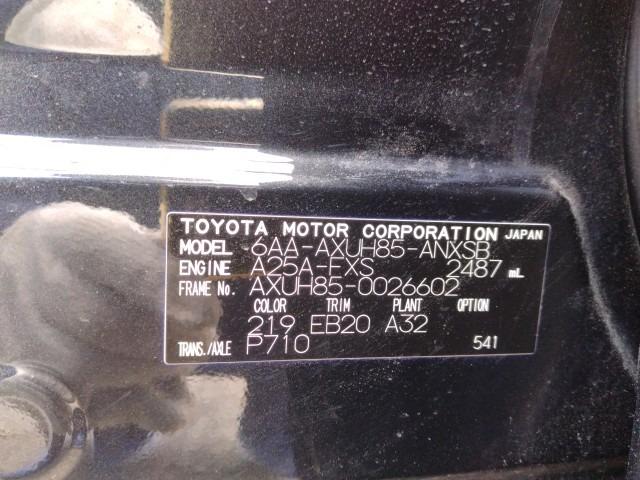 TOYOTA MOTOR CORPORATION JAPAN
MODEL 6AA-AXUH85-ANXSB
ENGINE A25A-FXS 2487 mL
FRAME No. AXUH85-0026602
COLOR TRIM PLANT OPTION
219 EB20 A32
TRANS./AXLE P710 541